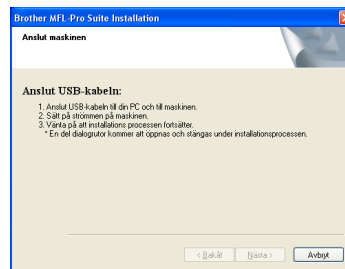 Brother MFL-Pro Suite Installation
Anslut maskinen
Anslut USB-kabeln:
1. Anslut USB-kabeln till din PC och till maskinen.
2. Sätt på strömmen på maskinen.
3. Vänta på att installations processen fortsätter.
* En del dialogrutor kommer att öppnas och stängas under installationsprocessen.
< Bakåt Nästa > Avbryt